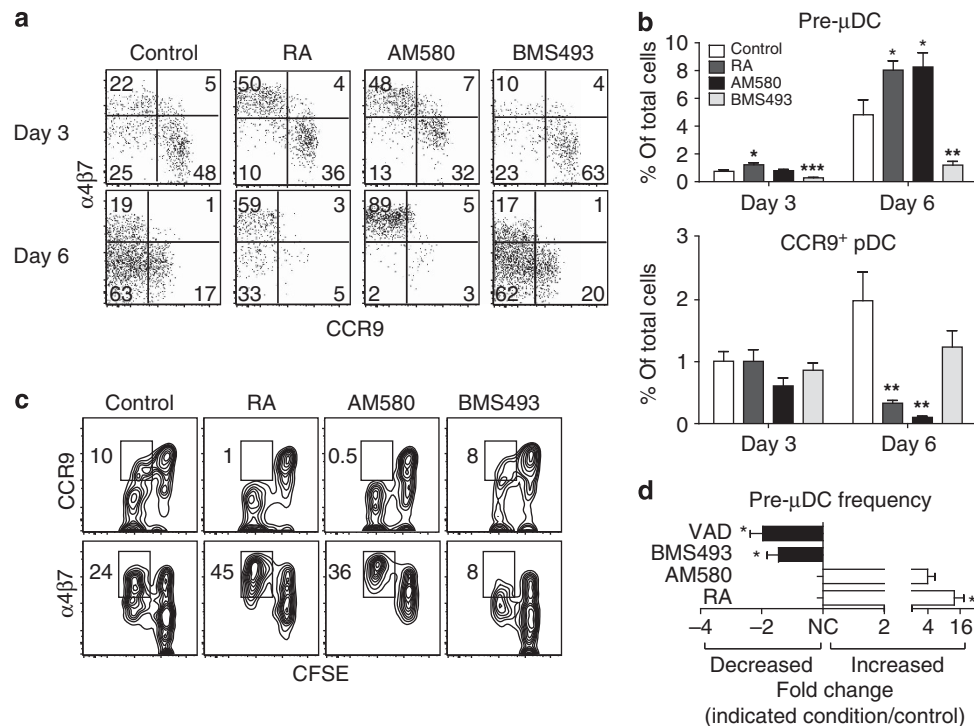 a
Control RA AM580 BMS493
Day 3
22 5 50 4 48 7 10 4
25 48 10 36 13 32 23 63
Day 6
19 1 59 3 89 5 17 1
63 17 33 5 2 3 62 20
α4β7
CCR9
b
Pre-μDC
Control
RA
AM580
BMS493
% Of total cells
10
8
6
4
2
0
* *** * * **
Day 3 Day 6
CCR9+ pDC
% Of total cells
3
2
1
0
** **
Day 3 Day 6
c
Control RA AM580 BMS493
CCR9
10 1 0.5 8
α4β7
24 45 36 8
CFSE
d
Pre-μDC frequency
VAD *
BMS493 *
AM580
RA *
–4 –2 NC 2 4 16
Decreased Increased
Fold change
(indicated condition/control)